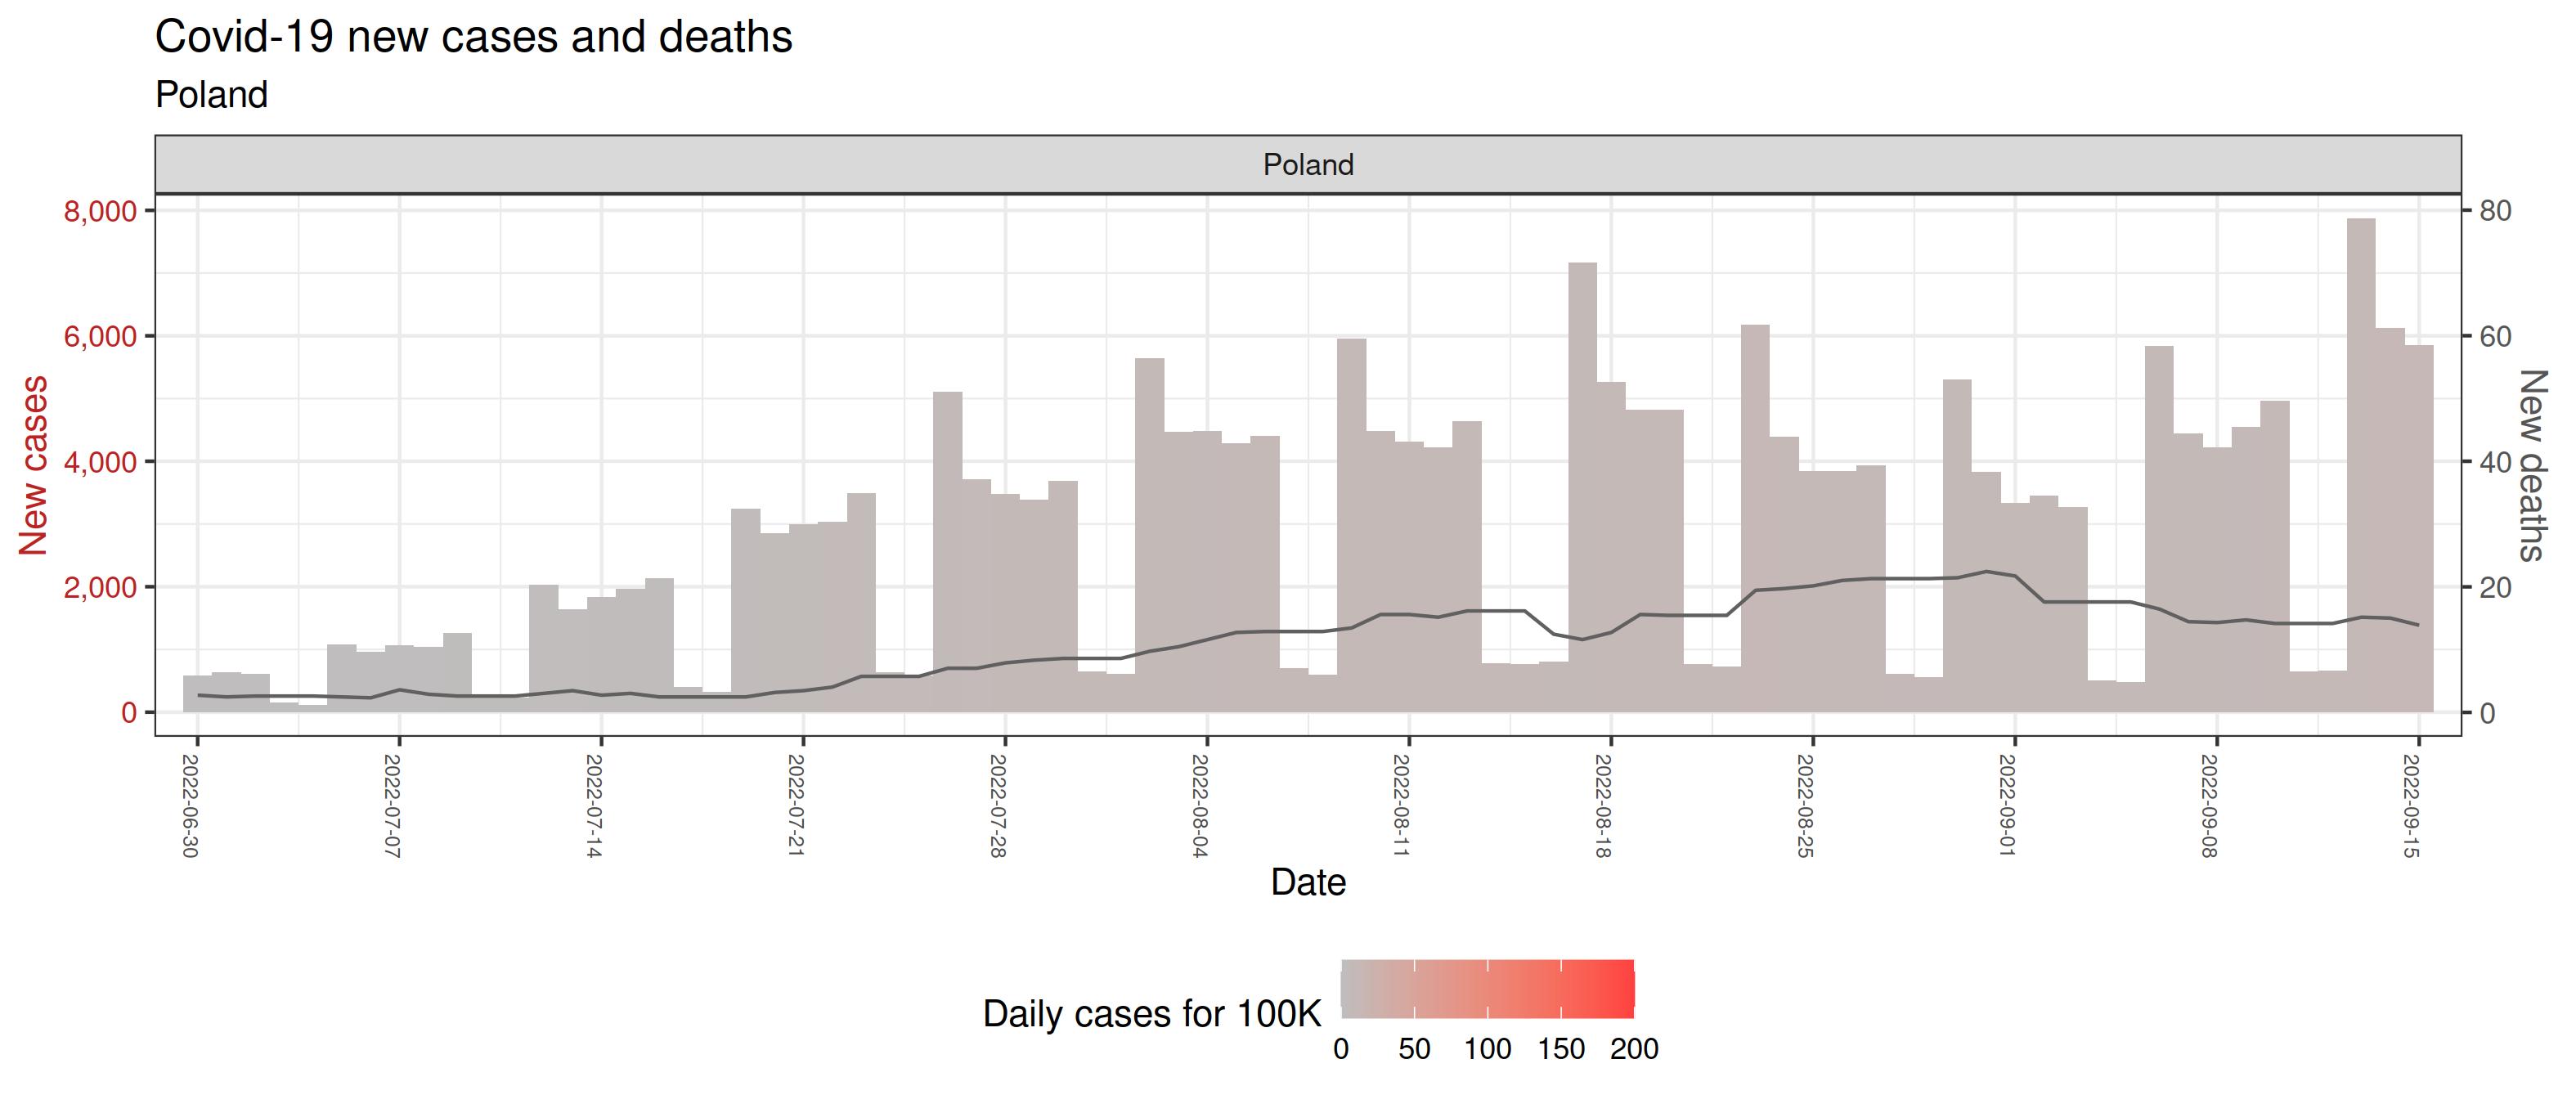 Covid-19 new cases and deaths
Poland
Poland
New cases
8,000
6,000
4,000
2,000
0
80
60
40
20
0
New deaths
2022-06-30
2022-07-07
2022-07-14
2022-07-21
2022-07-28
2022-08-04
2022-08-11
2022-08-18
2022-08-25
2022-09-01
2022-09-08
2022-09-15
Date
Daily cases for 100K
0 50 100 150 200